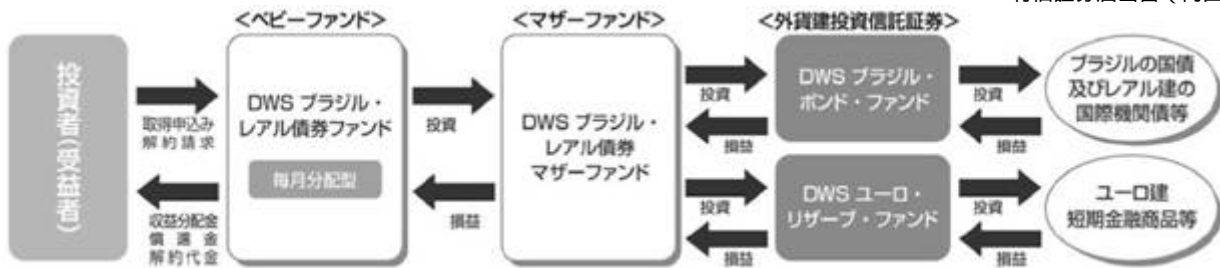 ＜ベビーファンド＞
＜マザーファンド＞
＜外貨建投資信託証券＞
投資者（受益者）
取得申込み
解約請求
収益分配金
償還金
解約代金
DWS ブラジル・
レアル債券ファンド
毎月分配型
投資
損益
DWS ブラジル・
レアル債券
マザーファンド
投資
損益
投資
損益
DWS ブラジル・
ボンド・ファンド
DWS ユーロ・
リザーブ・ファンド
投資
損益
投資
損益
ブラジルの国債
及びレアル建の
国際機関債等
ユーロ建
短期金融商品等